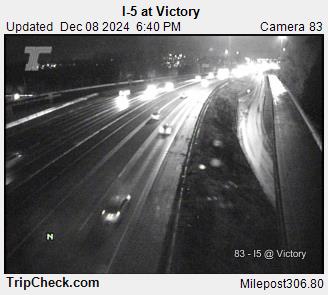 I-5 at Victory
Updated Dec 08 2024 6:40 PM Camera 83
T
N
83 - I5 @ Victory
TripCheck.com Milepost306.80